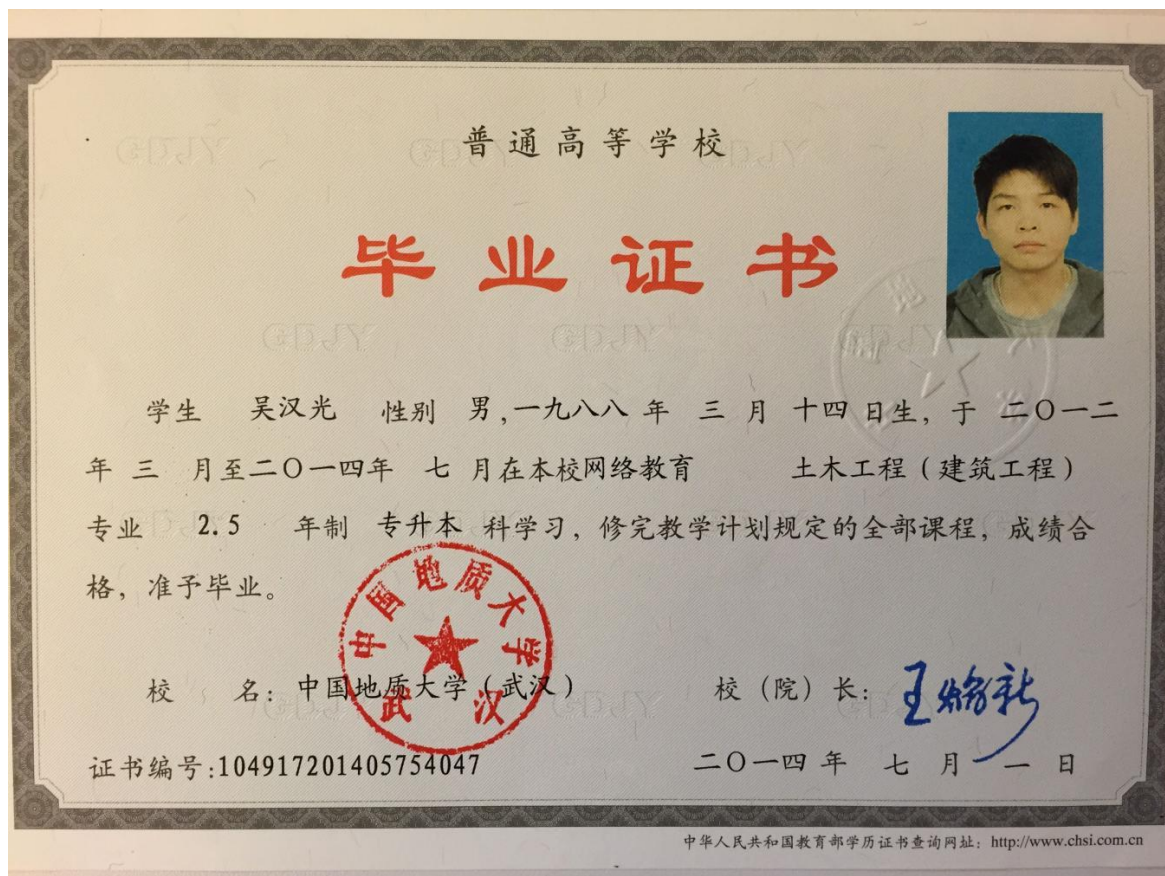 普通高等学校
毕业证书
学生 吴汉光 性别 男，一九八八 年 三 月 十四 日生，于 二〇一二
年 三 月至二〇一四年 七 月在本校网络教育 土木工程（建筑工程）
专业 2.5 年制 专升本 科学习，修完教学计划规定的全部课程，成绩合
格，准予毕业。
中国地质大学
武汉
校 名：中国地质大学（武汉） 校（院）长：王焰新
证书编号:104917201405754047 二〇一四 年 七 月 一 日
中华人民共和国教育部学历证书查询网址：http://www.chsi.com.cn